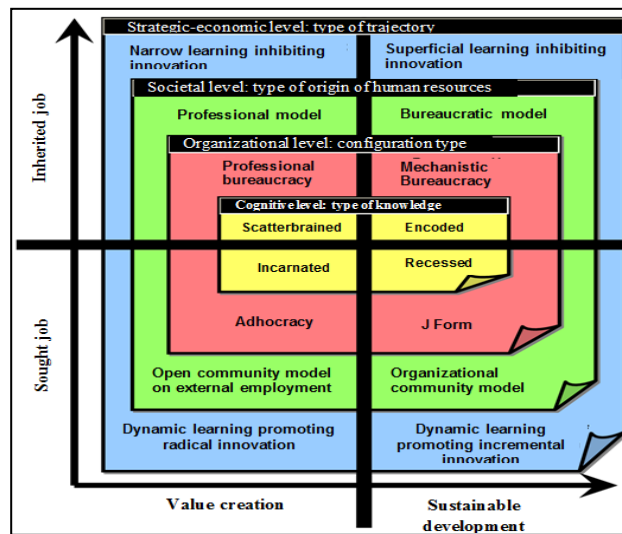 Strategic-economic level: type of trajectory
Narrow learning inhibiting
innovation
Superficial learning inhibiting
innovation
Societal level: type of origin of human resources
Professional model
Bureaucratic model
Organizational level: configuration type
Professional
bureaucracy
Mechanistic
Bureaucracy
Cognitive level: type of knowledge
Scatterbrained
Encoded
Incarnated
Recessed
Adhocracy
J Form
Open community model
on external employment
Organizational
community model
Dynamic learning promoting
radical innovation
Dynamic learning
promoting incremental
innovation
Inherited job
Sought job
Value creation
Sustainable
development